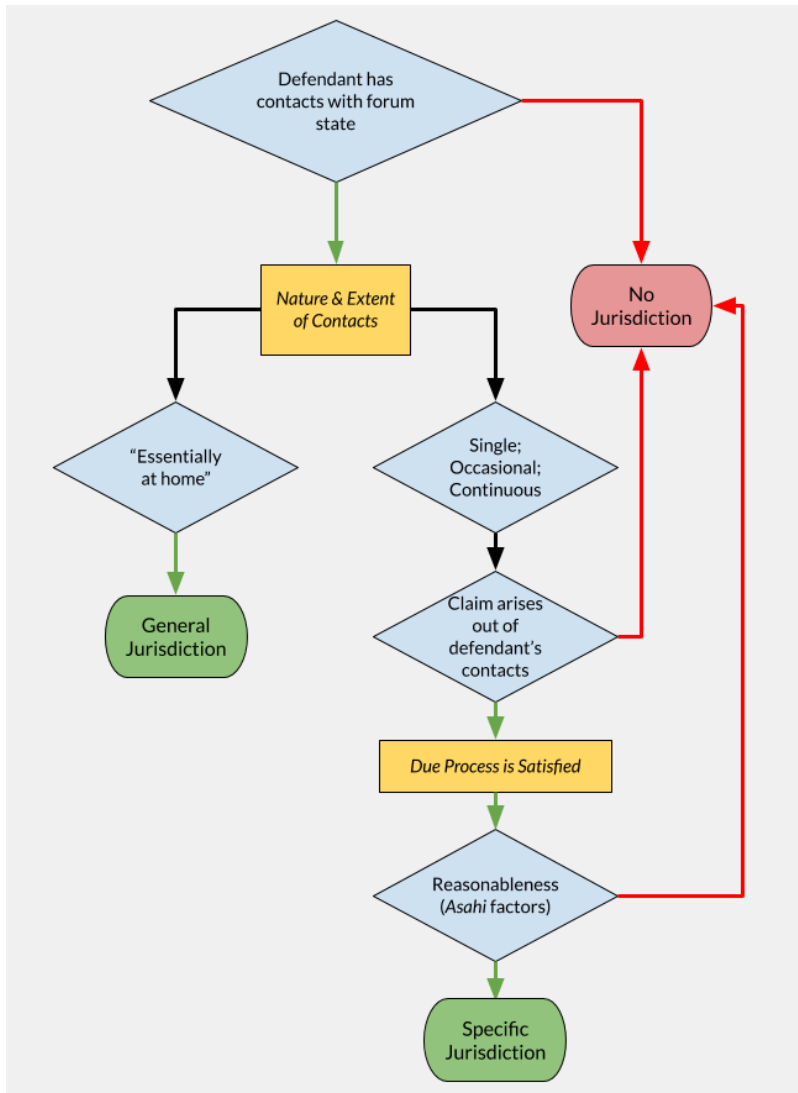 Defendant has
contacts with forum
state
Nature & Extent
of Contacts
No
Jurisdiction
“Essentially
at home”
Single;
Occasional;
Continuous
General
Jurisdiction
Claim arises
out of
defendant’s
contacts
Due Process is Satisfied
Reasonableness
(Asahi factors)
Specific
Jurisdiction